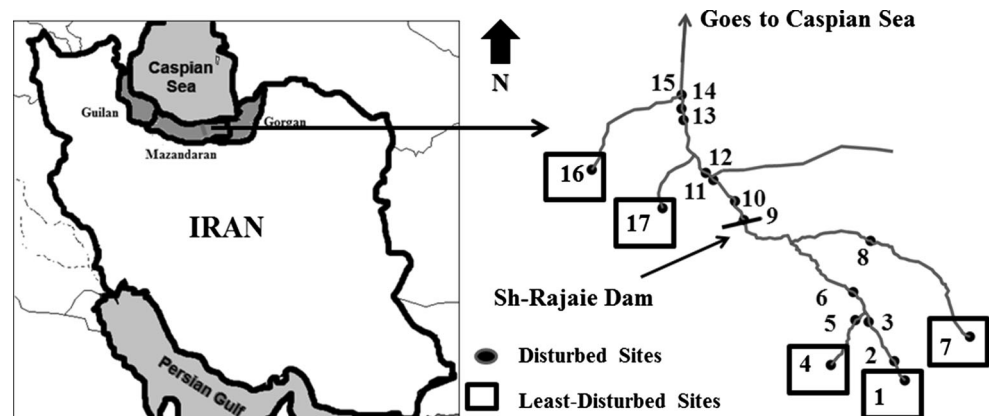 Caspian
Sea
Guilan
Gorgan
Mazandaran
IRAN
Persian Gulf
N
Goes to Caspian Sea
15
14
13
16
12
11
17
10
9
8
Sh-Rajaie Dam
6
5
3
7
4
2
1
Disturbed Sites
Least-Disturbed Sites